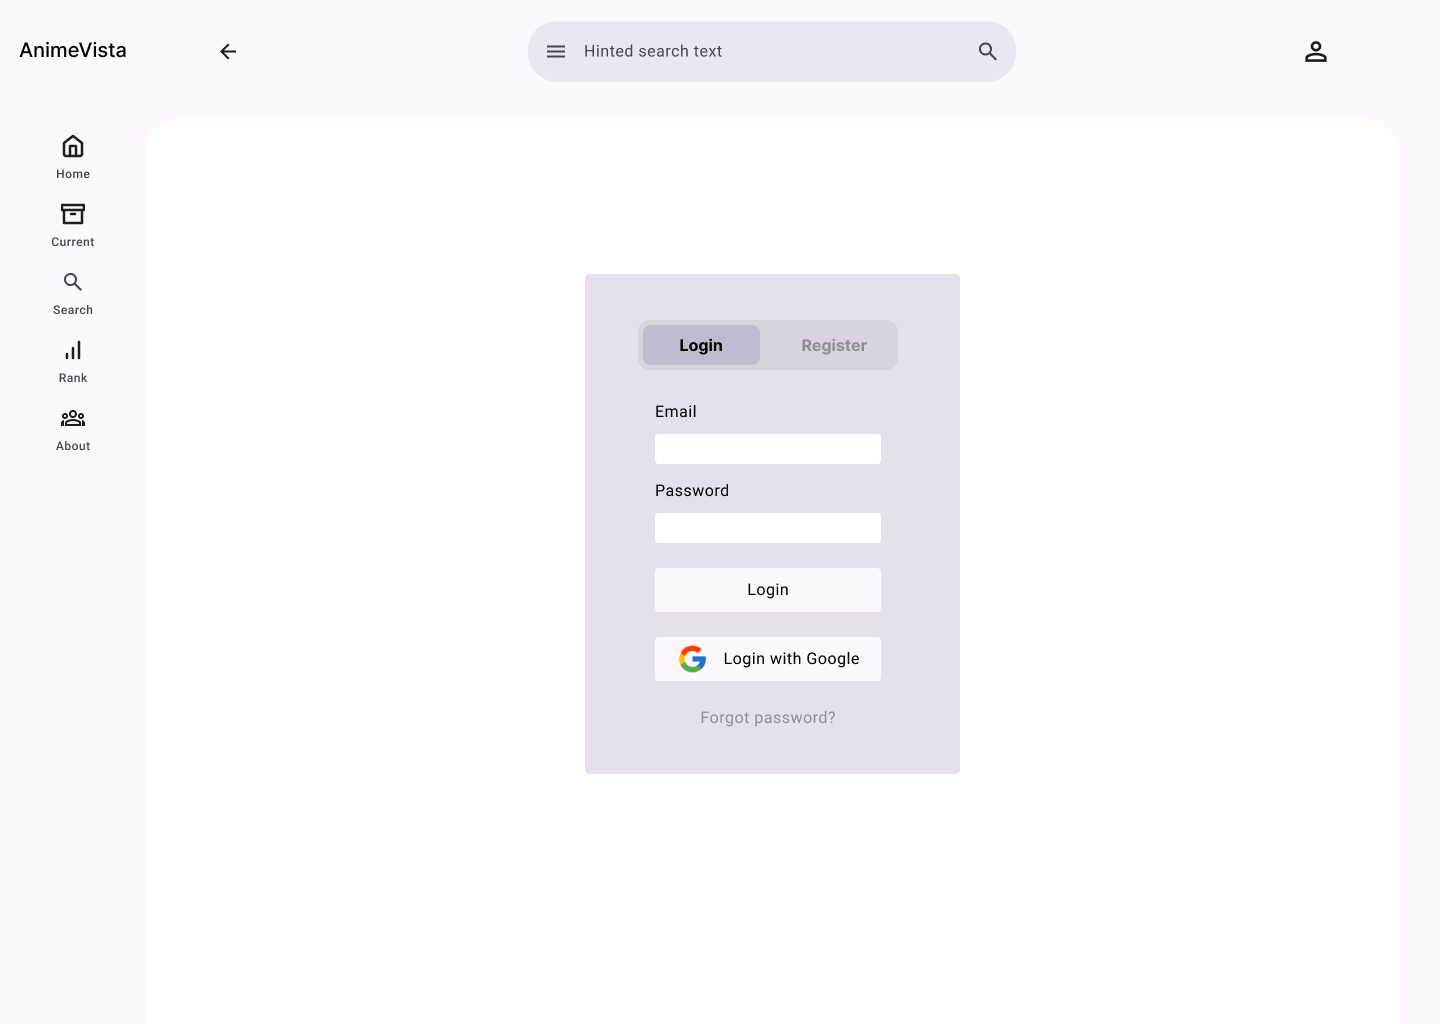 AnimeVista
Hinted search text
Home
Current
Search
Rank
About
Login
Register
Email
Password
Login
Login with Google
Forgot password?